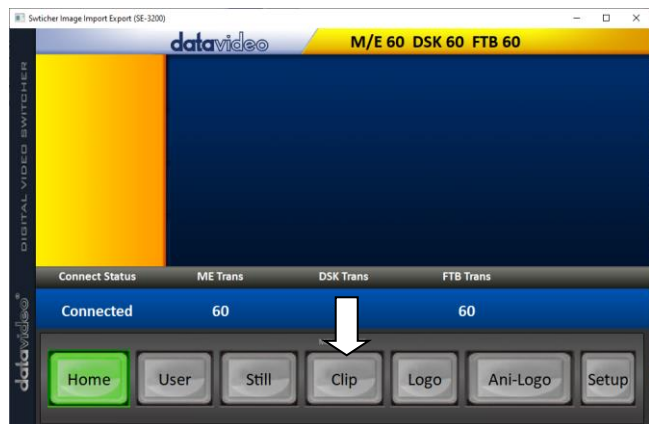 Swticher Image Import Export (SE-3200)
datavideo
M/E 60 DSK 60 FTB 60
DIGITAL VIDEO SWITCHER
Connect Status ME Trans DSK Trans FTB Trans
Connected 60 60
datavideo®
Home User Still Clip Logo Ani-Logo Setup